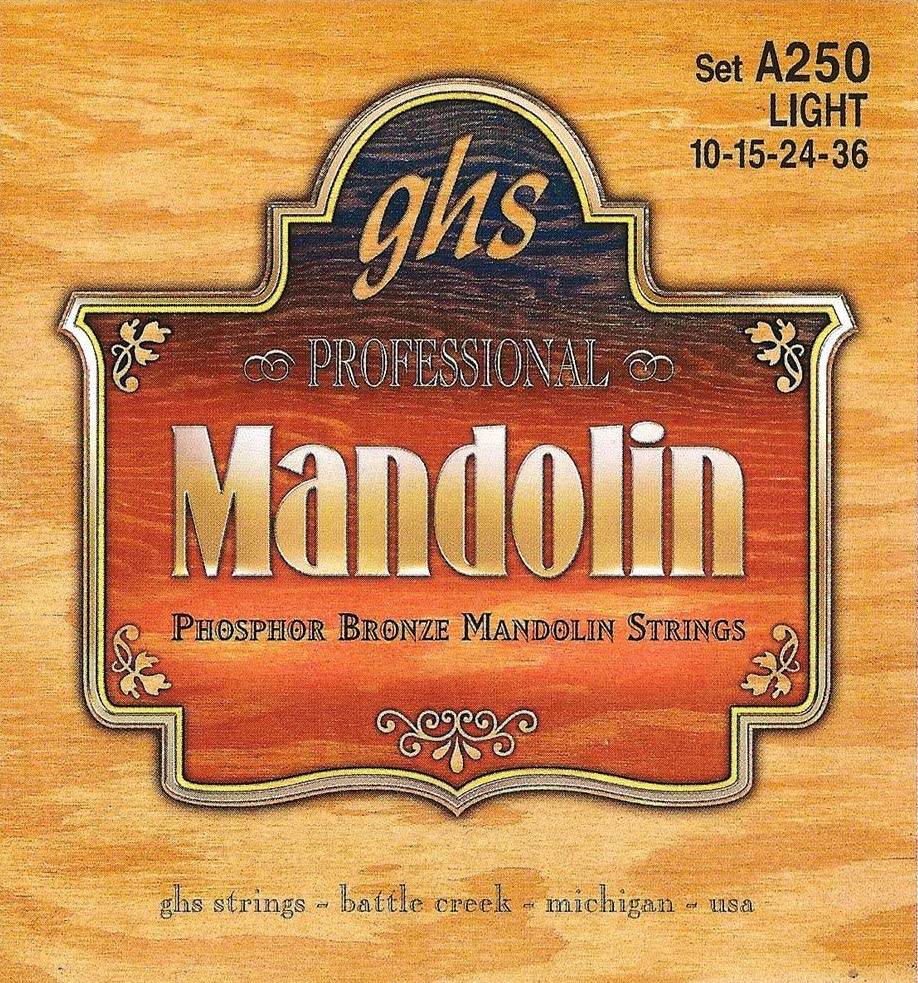 Set A250
LIGHT
10-15-24-36
ghs
PROFESSIONAL
Mandolin
PHOSPHOR BRONZE MANDOLIN STRINGS
ghs strings - battle creek - michigan - usa